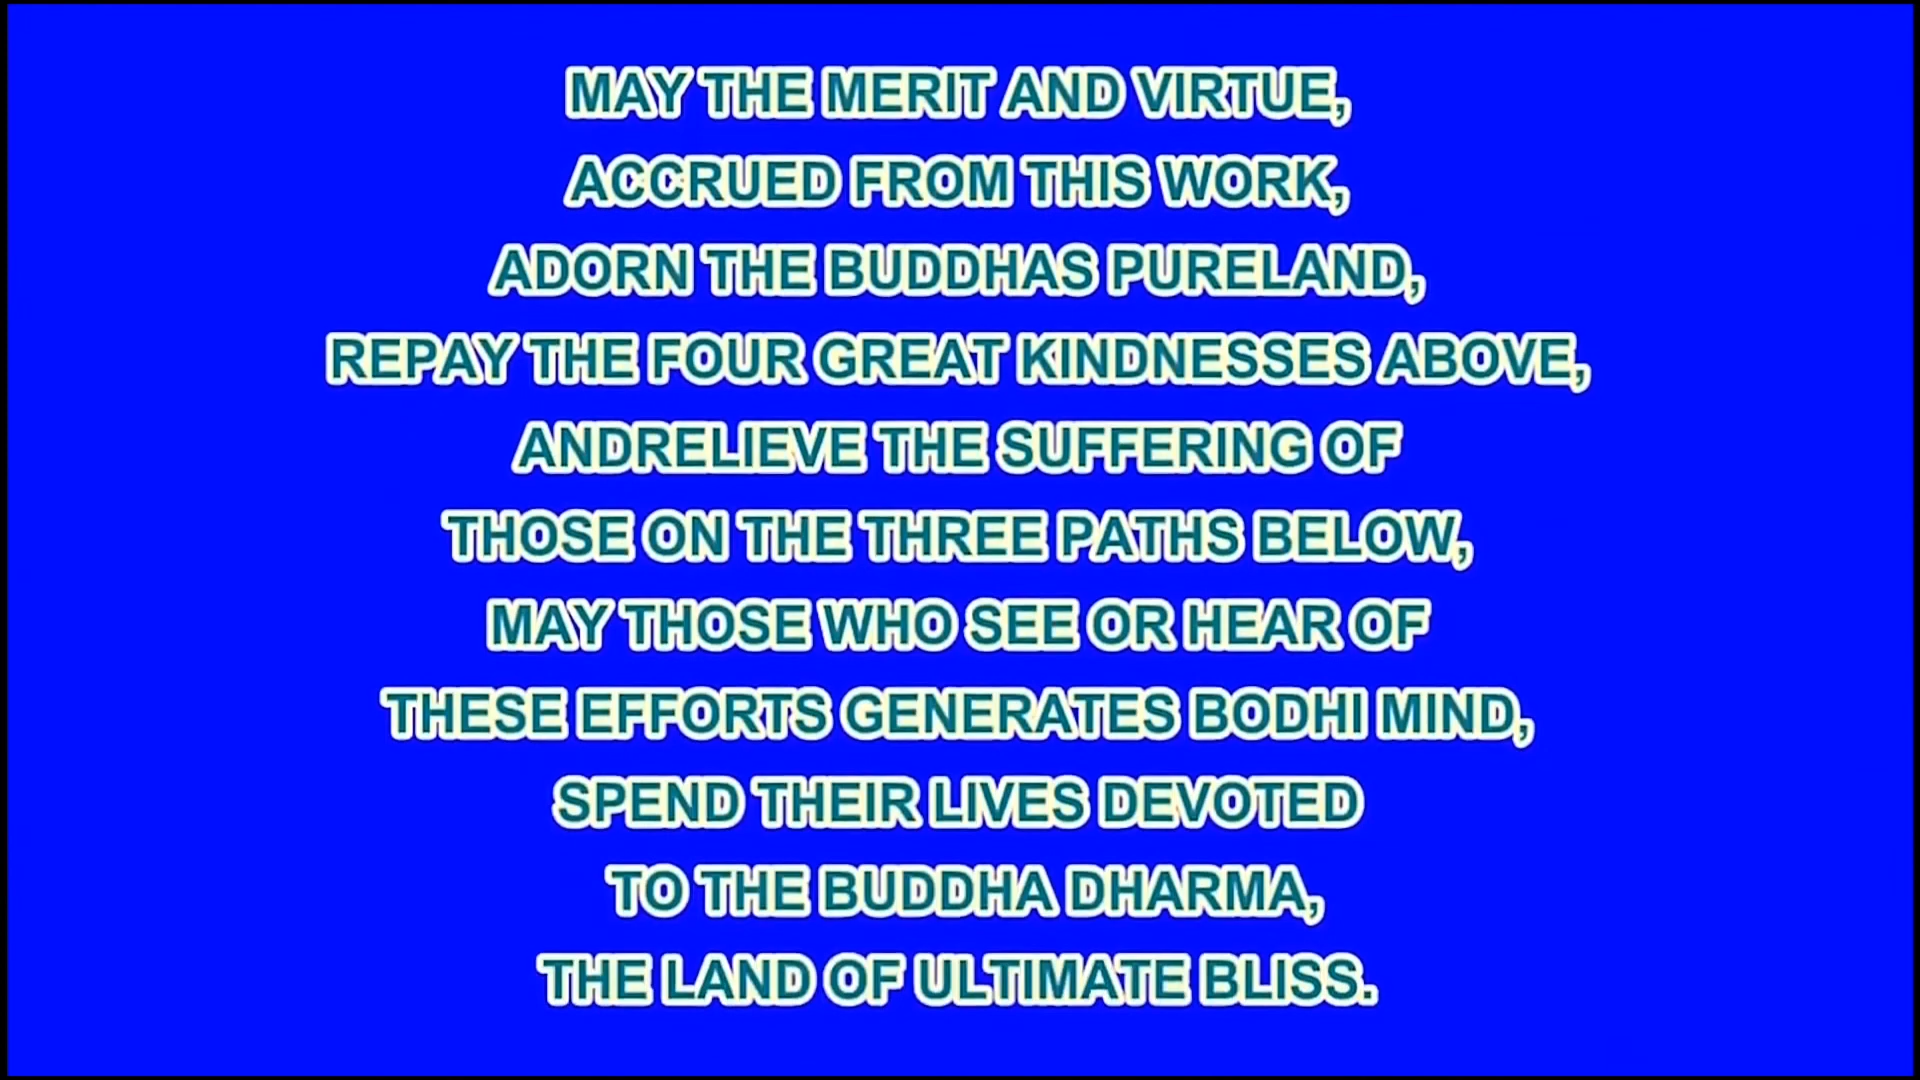 MAY THE MERIT AND VIRTUE,
ACCRUED FROM THIS WORK,
ADORN THE BUDDHAS PURELAND,
REPAY THE FOUR GREAT KINDNESSES ABOVE,
ANDRELIEVE THE SUFFERING OF
THOSE ON THE THREE PATHS BELOW,
MAY THOSE WHO SEE OR HEAR OF
THESE EFFORTS GENERATES BODHI MIND,
SPEND THEIR LIVES DEVOTED
TO THE BUDDHA DHARMA,
THE LAND OF ULTIMATE BLISS.